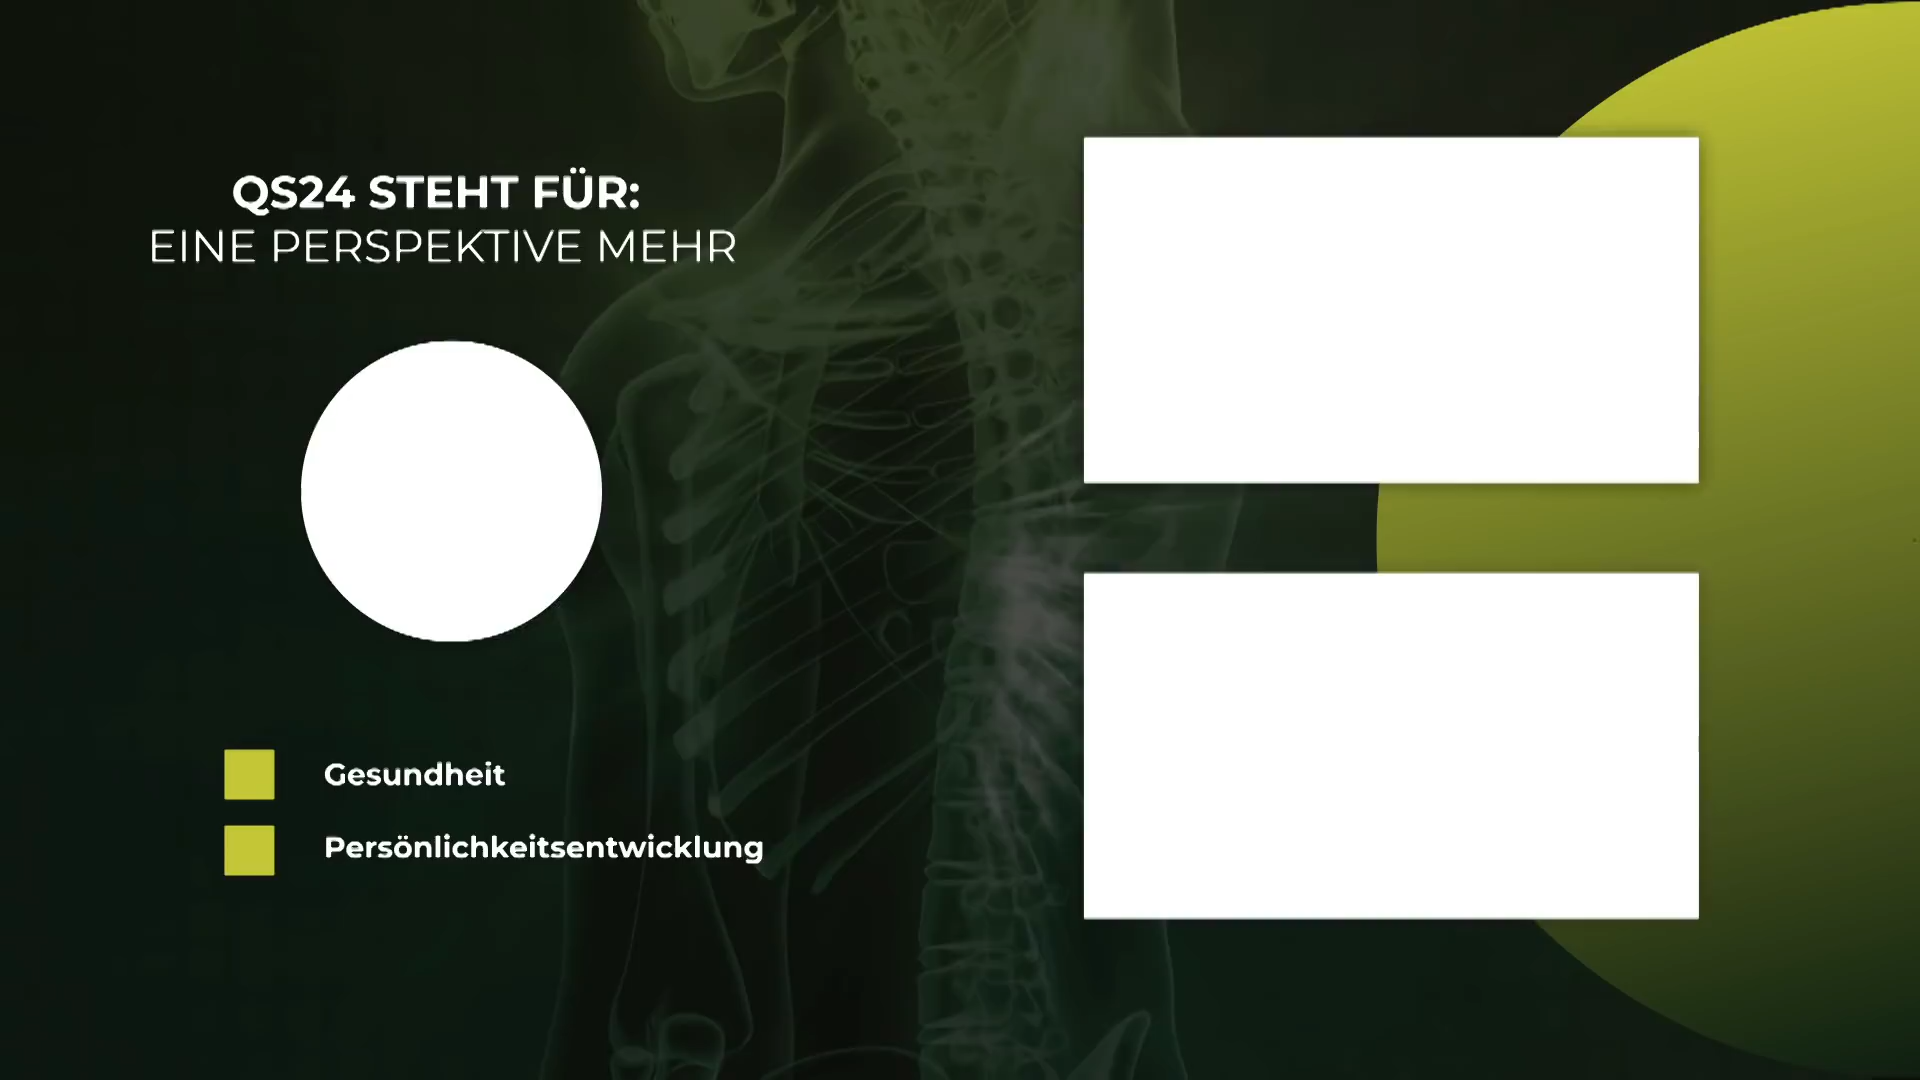 QS24 STEHT FÜR:
EINE PERSPEKTIVE MEHR
Gesundheit
Persönlichkeitsentwicklung